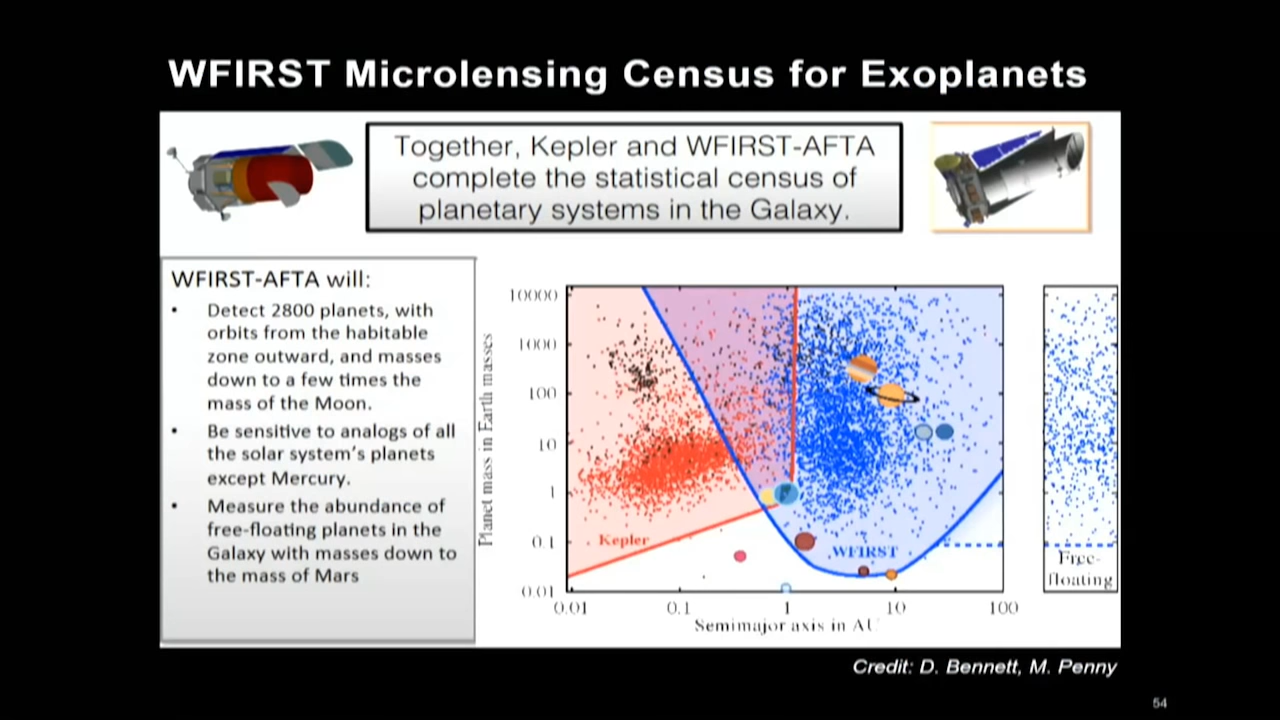 WFIRST Microlensing Census for Exoplanets
Together, Kepler and WFIRST-AFTA
complete the statistical census of
planetary systems in the Galaxy.
WFIRST-AFTA will:
• Detect 2800 planets, with
orbits from the habitable
zone outward, and masses
down to a few times the
mass of the Moon.
• Be sensitive to analogs of all
the solar system's planets
except Mercury.
• Measure the abundance of
free-floating planets in the
Galaxy with masses down to
the mass of Mars
Planet mass in Earth masses
10000
1000
100
10
1
0.1
0.01
Kepler
WFIRST
Free-
floating
0.01 0.1 1 10 100
Semimajor axis in AU
Credit: D. Bennett, M. Penny
54